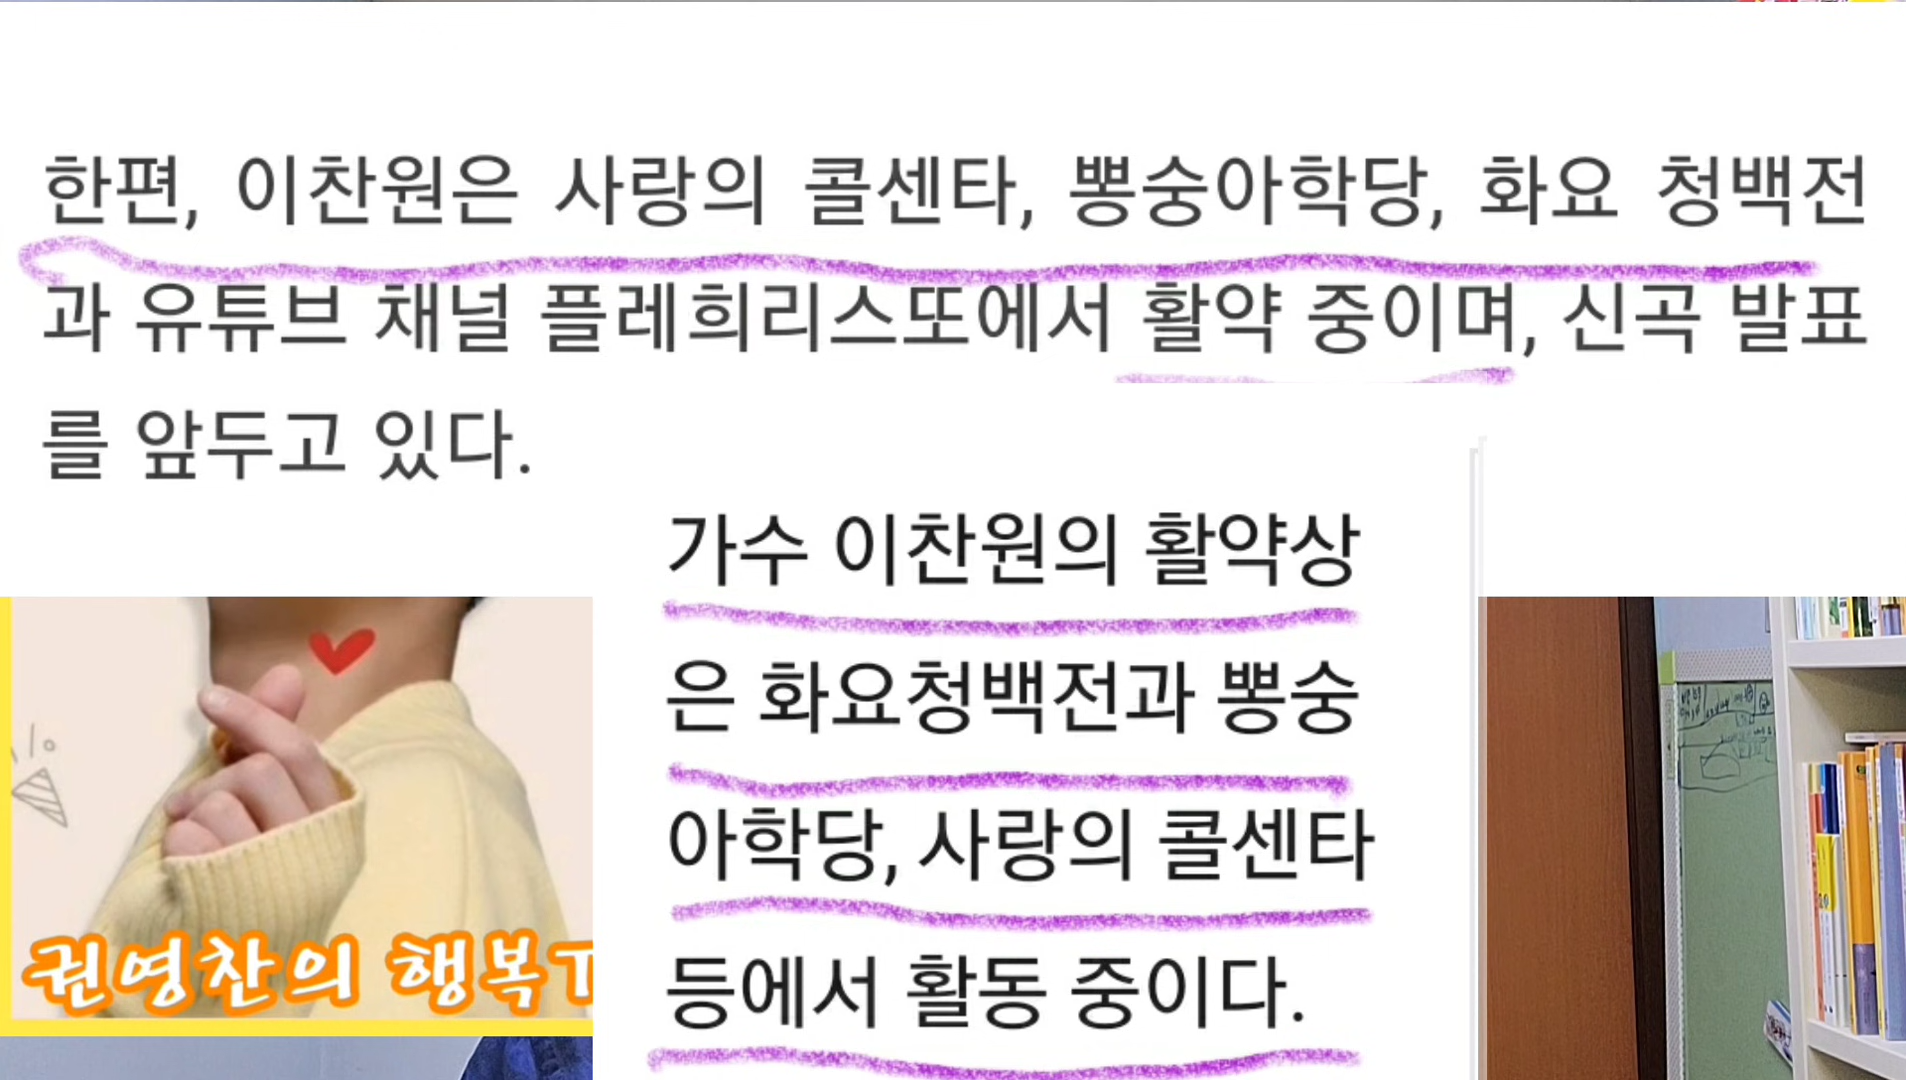 한편, 이찬원은 사랑의 콜센타, 뽕숭아학당, 화요 청백전
과 유튜브 채널 플레희리스또에서 활약 중이며, 신곡 발표
를 앞두고 있다.
가수 이찬원의 활약상
은 화요청백전과 뽕숭
아학당, 사랑의 콜센타
등에서 활동 중이다.
권영찬의 행복T